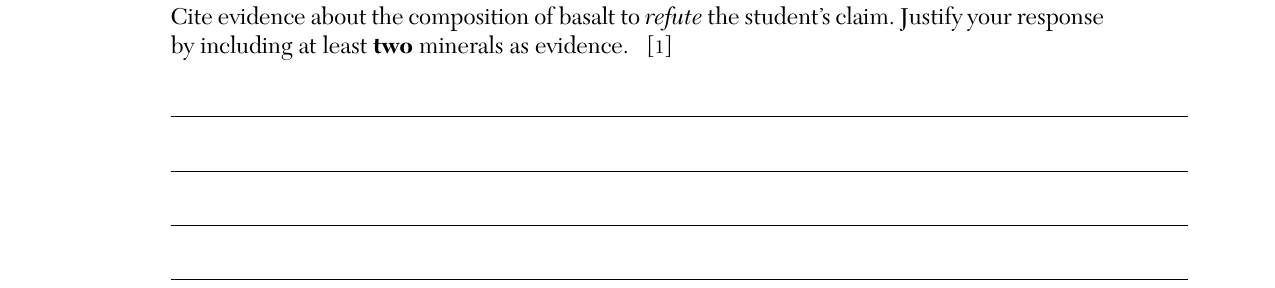 Cite evidence about the composition of basalt to refute the student’s claim. Justify your response
by including at least two minerals as evidence. [1]